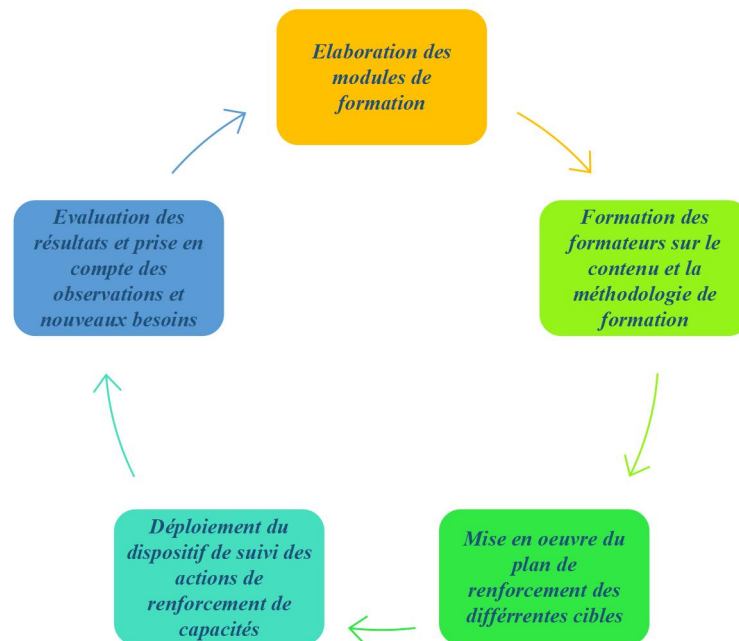 Elaboration des
modules de
formation
Formation des
formateurs sur le
contenu et la
méthodologie de
formation
Mise en oeuvre du
plan de
renforcement des
différrentes cibles
Déploiement du
dispositif de suivi des
actions de
renforcement de
capacités
Evaluation des
résultats et prise en
compte des
observations et
nouveaux besoins